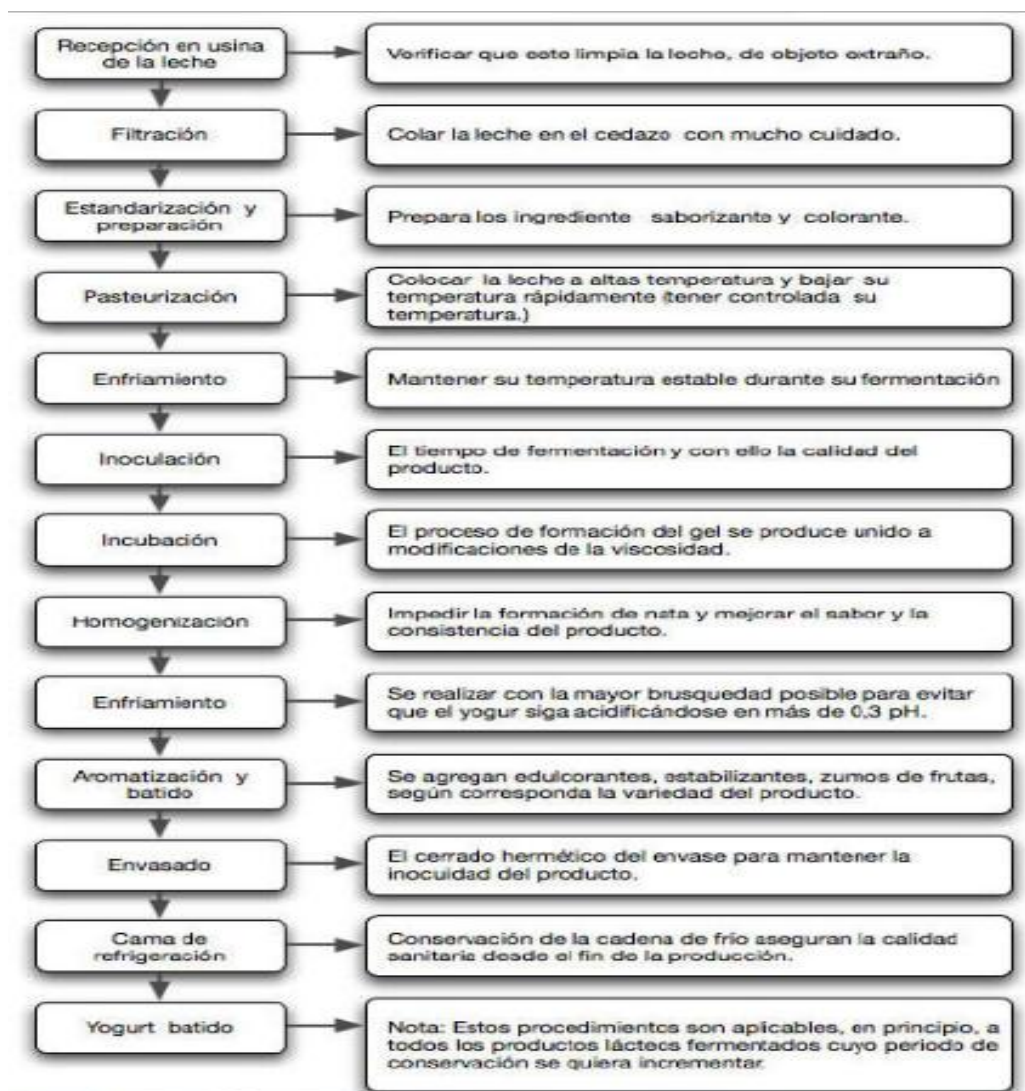 Recepción en usina
de la leche
Verificar que este limpia la leche, de objeto extraño.
Filtración
Colar la leche en el cedazo con mucho cuidado.
Estandarización y
preparación
Prepara los ingrediente saborizante y colorante.
Pasteurización
Colocar la leche a altas temperatura y bajar su
temperatura rápidamente (tener controlada su
temperatura.)
Enfriamiento
Mantener su temperatura estable durante su fermentación
Inoculación
El tiempo de fermentación y con ello la calidad del
producto.
Incubación
El proceso de formación del gel se produce unido a
modificaciones de la viscosidad.
Homogenización
Impedir la formación de nata y mejorar el sabor y la
consistencia del producto.
Enfriamiento
Se realizar con la mayor brusquedad posible para evitar
que el yogur siga acidificándose en más de 0,3 pH.
Aromatización y
batido
Se agregan edulcorantes, estabilizantes, zumos de frutas,
según corresponda la variedad del producto.
Envasado
El cerrado hermético del envase para mantener la
inocuidad del producto.
Cama de
refrigeración
Conservación de la cadena de frío aseguran la calidad
sanitaria desde el fin de la producción.
Yogurt batido
Nota: Estos procedimientos son aplicables, en principio, a
todos los productos lácteos fermentados cuyo periodo de
conservación se quiera incrementar.